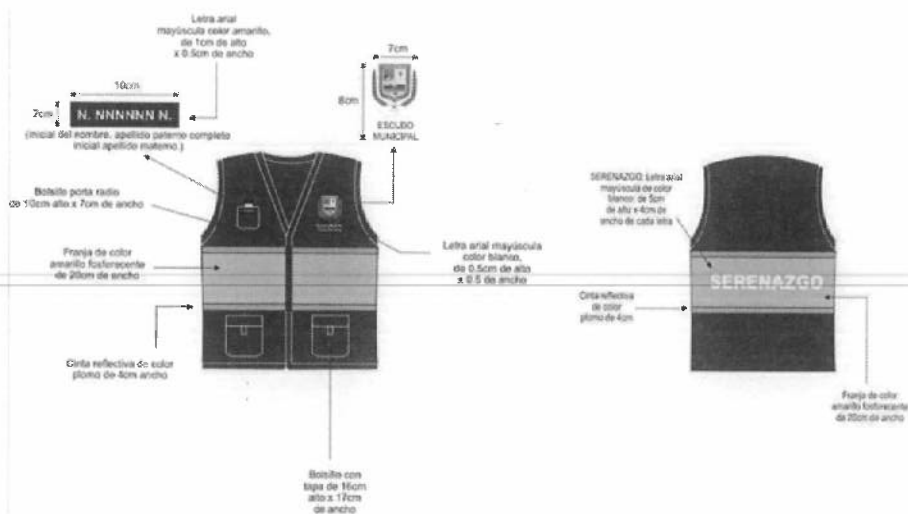 Letra arial
mayúscula color amarillo,
de 1cm de alto
x 0.5cm de ancho
10cm
2cm
N. NNNNNN N.
(inicial del nombre, apellido paterno completo
inicial apellido materno.)
7cm
8cm
ESCUDO
MUNICIPAL
Bolsillo porta radio
de 10cm alto x 7cm de ancho
Franja de color
amarillo fosforecente
de 20cm de ancho
Cinta reflectiva de color
plomo de 4cm ancho
Letra arial mayúscula
color blanco,
de 0.5cm de alto
x 0.5 de ancho
Bolsillo con
tapa de 16cm
alto x 17cm
de ancho
SERENAZGO: Letra arial
mayúscula de color
blanco: de 5cm
de alto x 4cm de
ancho de cada letra
SERENAZGO
Cinta reflectiva
de color
plomo de 4cm
Franja de color
amarillo fosforecente
de 20cm de ancho